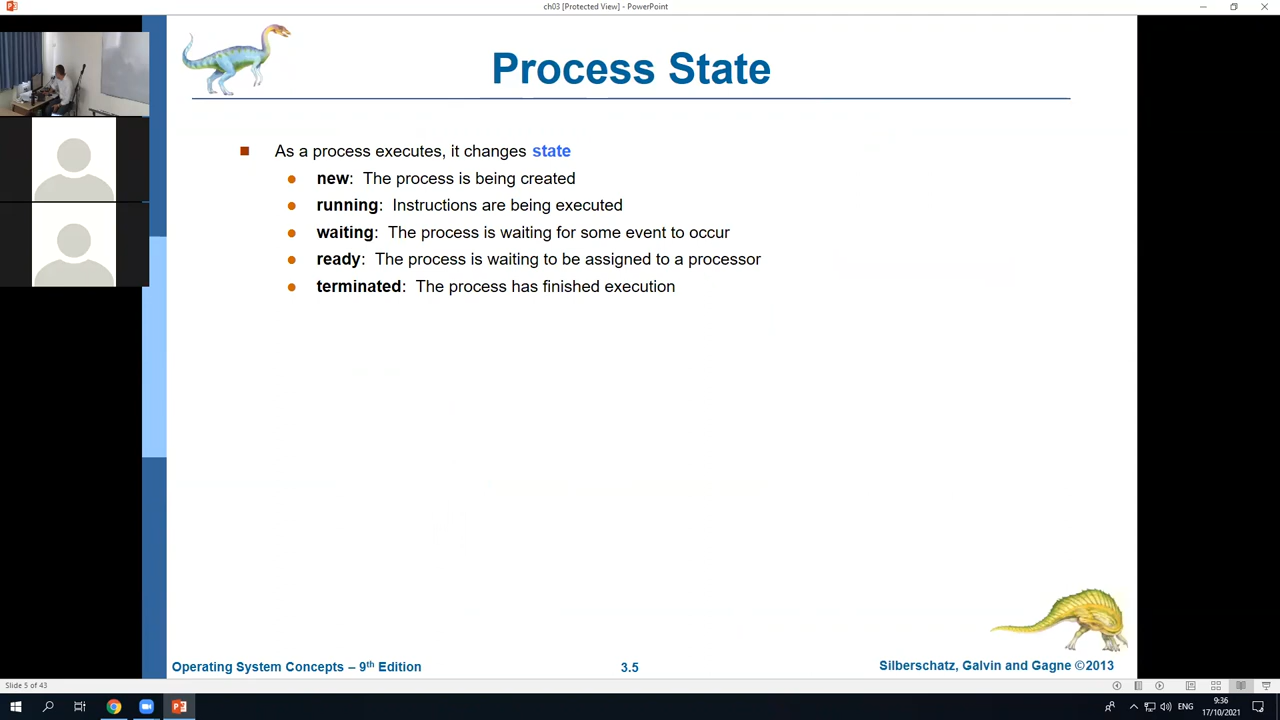 ch03 [Protected View] - PowerPoint
Process State
As a process executes, it changes state
new: The process is being created
running: Instructions are being executed
waiting: The process is waiting for some event to occur
ready: The process is waiting to be assigned to a processor
terminated: The process has finished execution
Operating System Concepts – 9th Edition
3.5
Silberschatz, Galvin and Gagne ©2013
Slide 5 of 43
ENG
9:36
17/10/2021